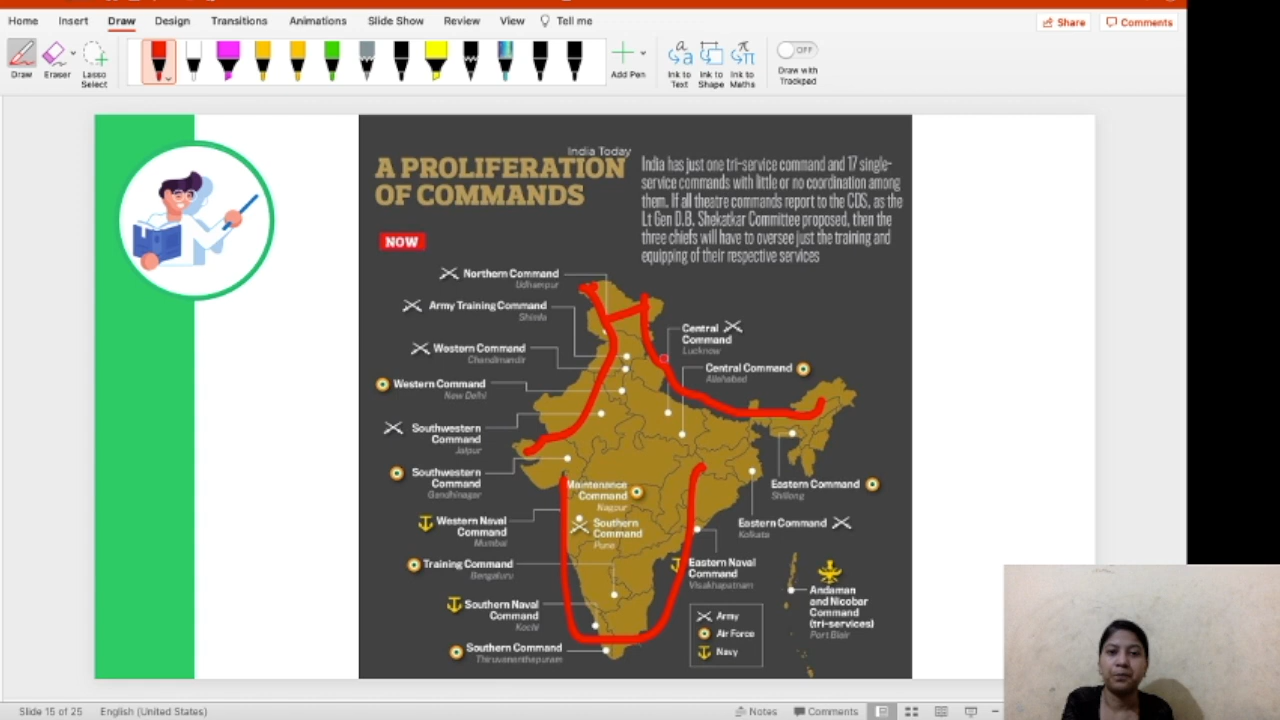 Home Insert Draw Design Transitions Animations Slide Show Review View Tell me Share Comments
Draw Eraser Lasso Select Add Pen Ink to Text Ink to Shape Ink to Maths OFF Draw with Trackpad
India Today
A PROLIFERATION
OF COMMANDS
India has just one tri-service command and 17 single-
service commands with little or no coordination among
them. If all theatre commands report to the CDS, as the
Lt Gen D.B. Shekatkar Committee proposed, then the
three chiefs will have to oversee just the training and
equipping of their respective services
NOW
Northern Command
Udhampur
Army Training Command
Shimla
Western Command
Chandimandir
Western Command
New Delhi
Southwestern
Command
Jaipur
Southwestern
Command
Gandhinagar
Western Naval
Command
Mumbai
Training Command
Bengaluru
Southern Naval
Command
Kochi
Southern Command
Thiruvananthapuram
Maintenance
Command
Nagpur
Southern
Command
Pune
Central
Command
Lucknow
Central Command
Allahabad
Eastern Command
Shillong
Eastern Command
Kolkata
Eastern Naval
Command
Visakhapatnam
Andaman
and Nicobar
Command
(tri-services)
Port Blair
Army
Air Force
Navy
Slide 15 of 25 English (United States) Notes Comments